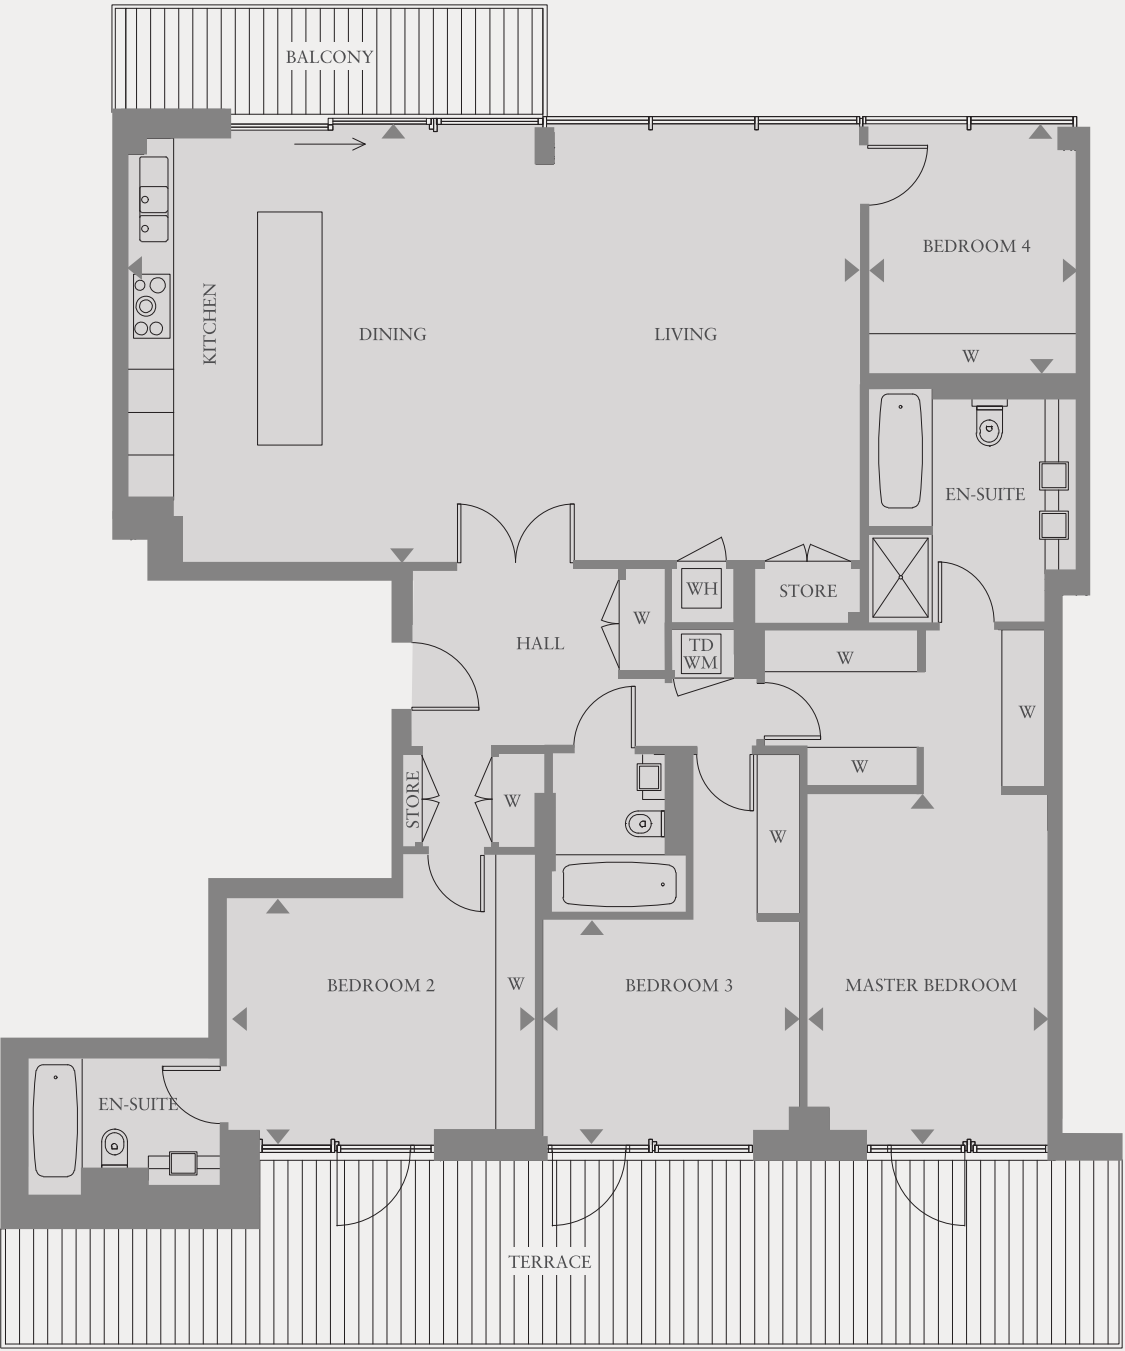 BALCONY
BEDROOM 4
KITCHEN
DINING
LIVING
W
EN-SUITE
WH
STORE
W
HALL
TD
WM
W
W
W
STORE
W
W
BEDROOM 2
W
BEDROOM 3
MASTER BEDROOM
EN-SUITE
TERRACE